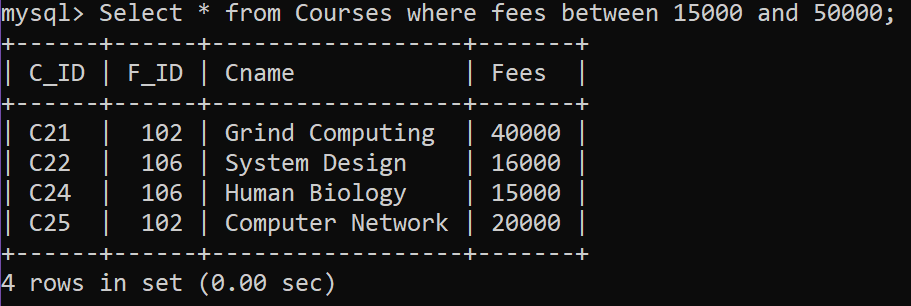 mysql> Select * from Courses where fees between 15000 and 50000;
+------+------+-----------------+-------+
| C_ID | F_ID | Cname            | Fees  |
+------+------+-----------------+-------+
| C21  |  102 | Grind Computing  | 40000 |
| C22  |  106 | System Design    | 16000 |
| C24  |  106 | Human Biology    | 15000 |
| C25  |  102 | Computer Network | 20000 |
+------+------+-----------------+-------+
4 rows in set (0.00 sec)